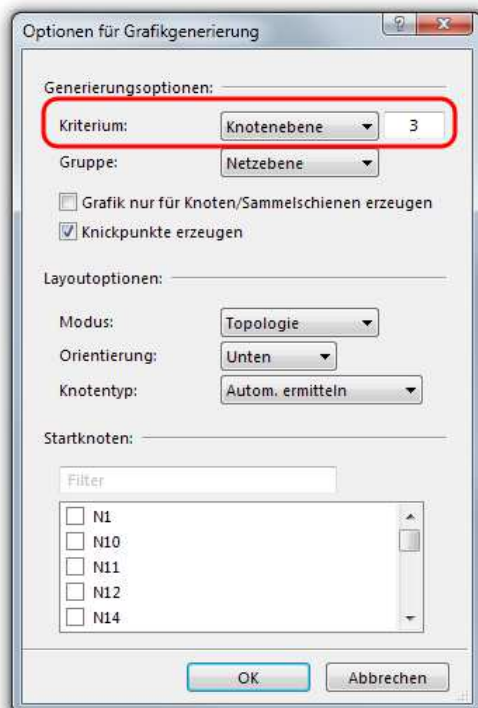 Optionen für Grafikgenerierung
Generierungsoptionen:
Kriterium: Knotenebene 3
Gruppe: Netzebene
Grafik nur für Knoten/Sammelschienen erzeugen
Knickpunkte erzeugen
Layoutoptionen:
Modus: Topologie
Orientierung: Unten
Knotentyp: Autom. ermitteln
Startknoten:
Filter
N1
N10
N11
N12
N14
OK Abbrechen